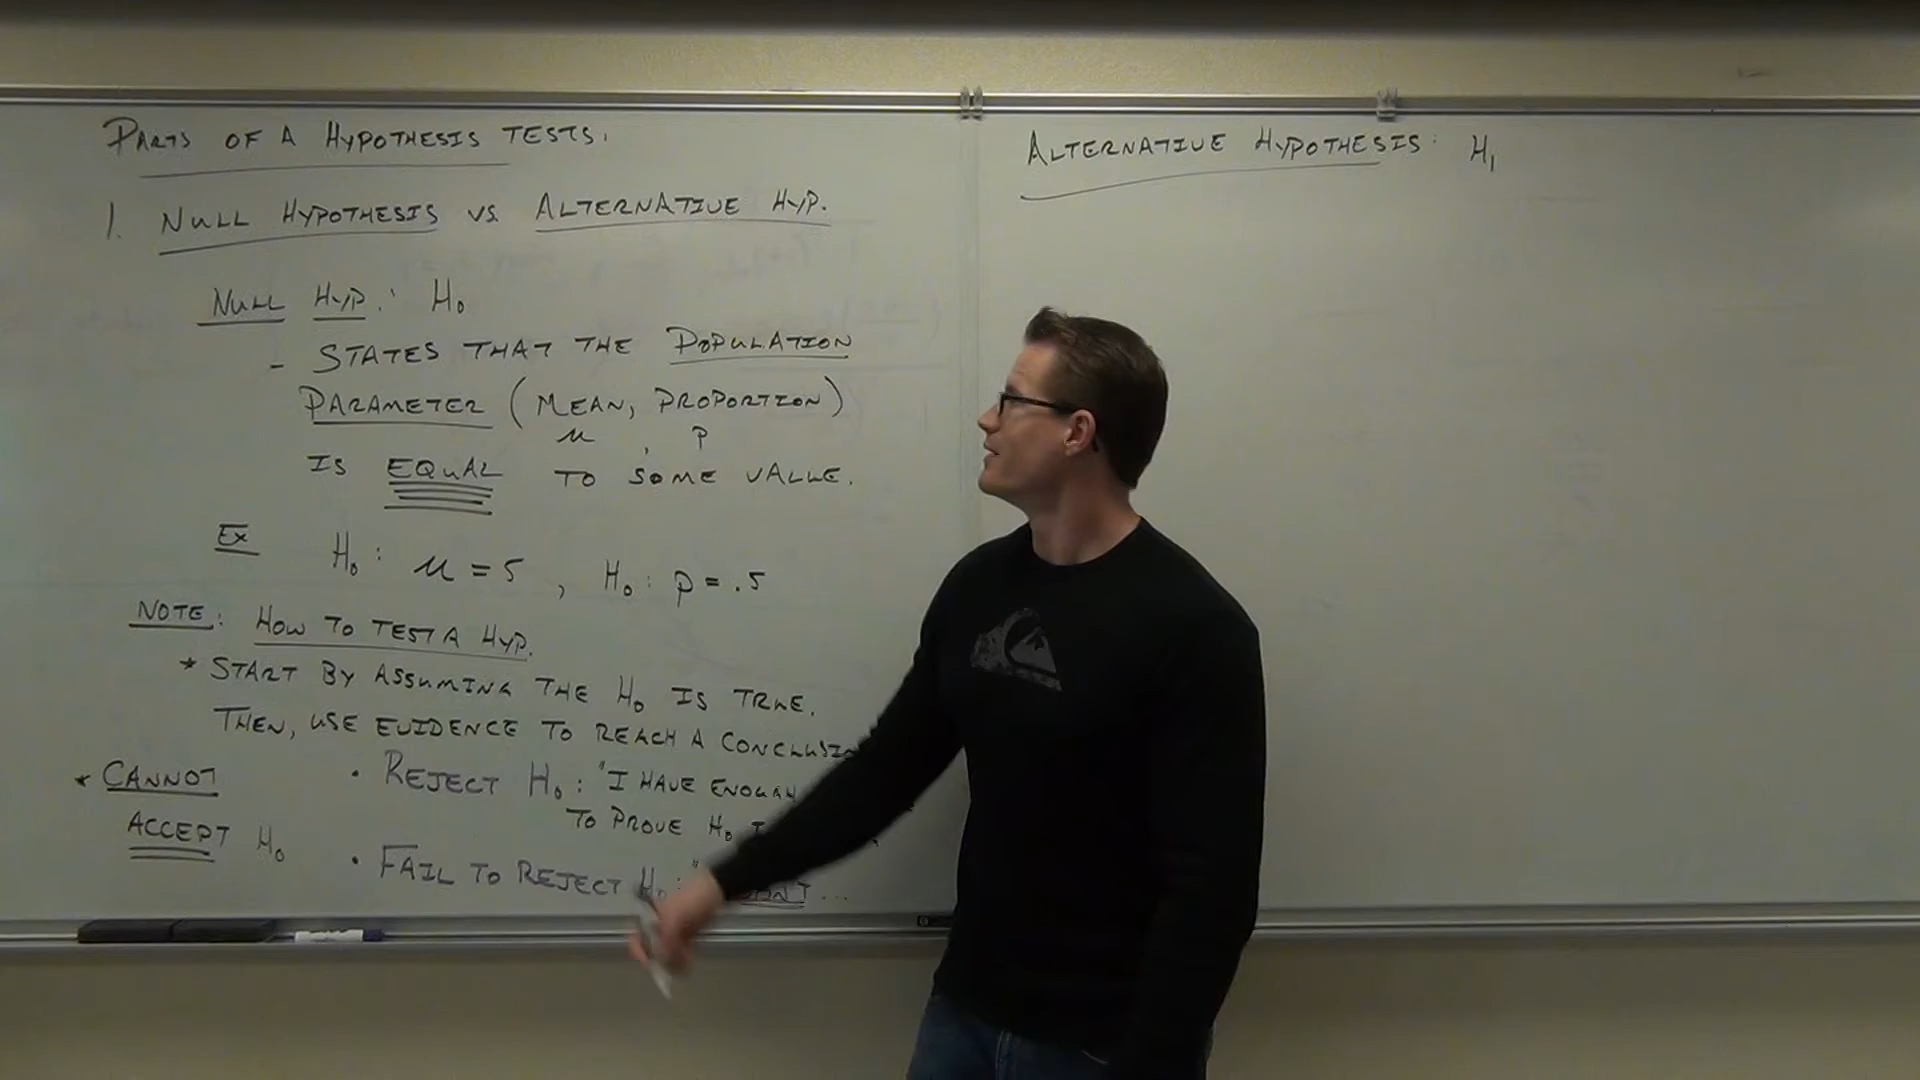 PARTS OF A HYPOTHESIS TESTS:
1. NULL HYPOTHESIS VS. ALTERNATIVE HYP.
NULL HYP.: H₀
- STATES THAT THE POPULATION
PARAMETER (MEAN, PROPORTION)
μ , p
IS EQUAL TO SOME VALUE.
EX H₀: μ = 5 , H₀: p = .5
NOTE: HOW TO TEST A HYP.
* START BY ASSUMING THE H₀ IS TRUE.
THEN, USE EVIDENCE TO REACH A
• REJECT H₀: "I HAVE ENOUGH
TO PROVE H₀
• FAIL TO REJECT H₀: " ...
* CANNOT
ACCEPT H₀
ALTERNATIVE HYPOTHESIS: H₁